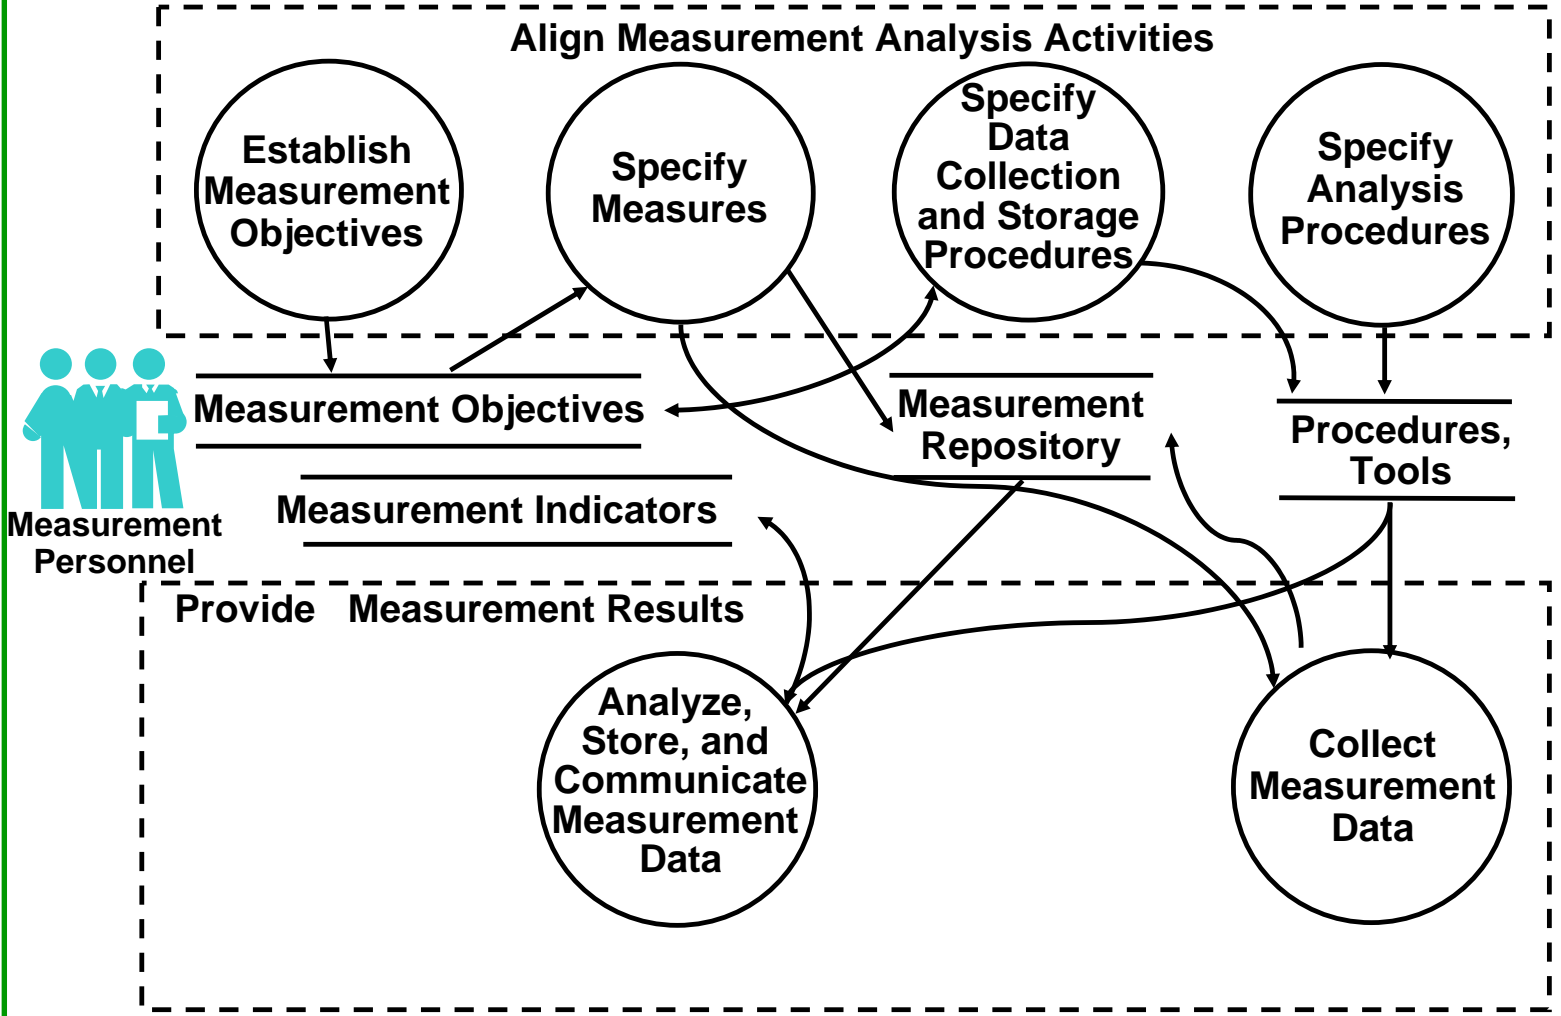 Align Measurement Analysis Activities
Establish
Measurement
Objectives
Specify
Measures
Specify
Data
Collection
and Storage
Procedures
Specify
Analysis
Procedures
Measurement Objectives
Measurement
Repository
Procedures,
Tools
Measurement Indicators
Measurement
Personnel
Provide Measurement Results
Analyze,
Store, and
Communicate
Measurement
Data
Collect
Measurement
Data